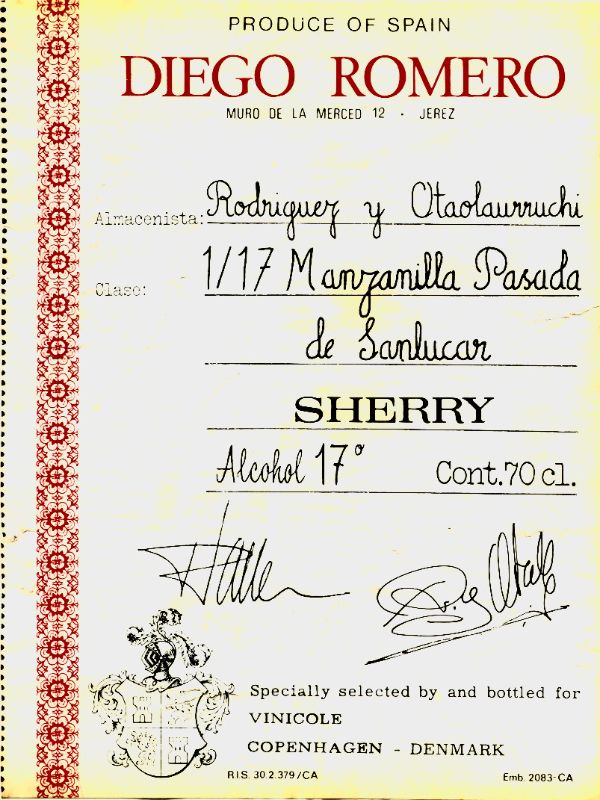 PRODUCE OF SPAIN
DIEGO ROMERO
MURO DE LA MERCED 12 - JEREZ
Almacenista: Rodriguez y Otaolaurruchi
Clase: 1/17 Manzanilla Pasada
de Sanlucar
SHERRY
Alcohol 17° Cont. 70 cl.
Specially selected by and bottled for
VINICOLE
COPENHAGEN - DENMARK
R.I.S. 30.2.379/CA Emb. 2083-CA